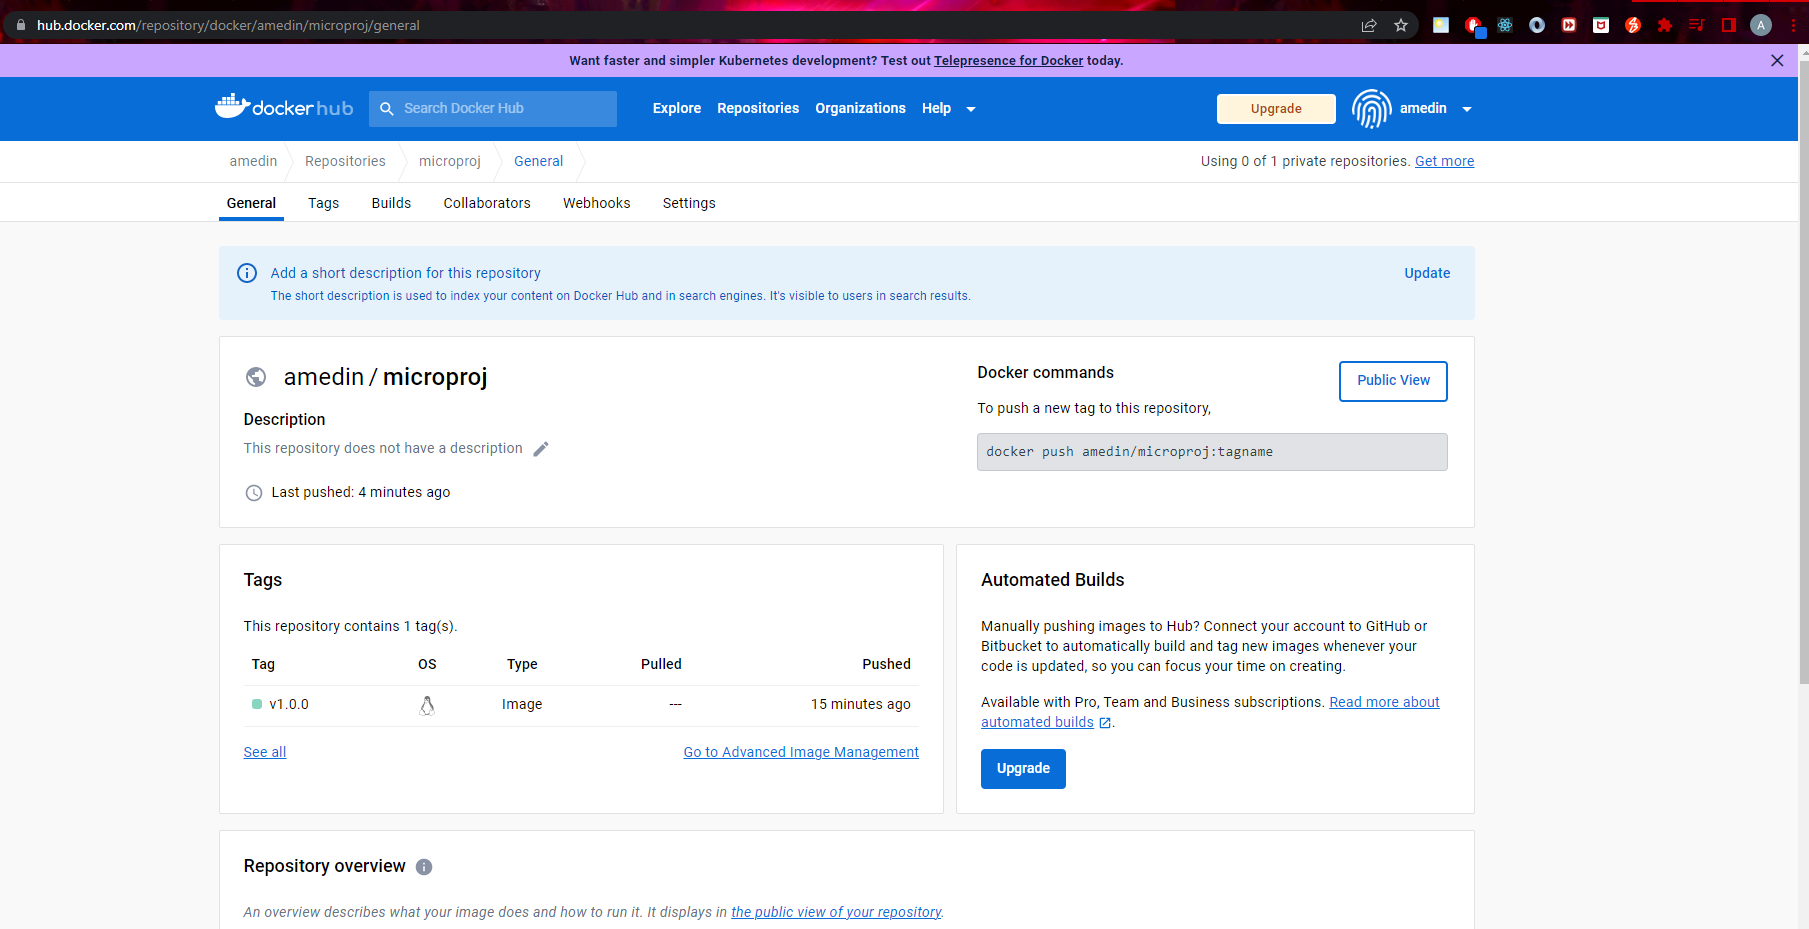 hub.docker.com/repository/docker/amedin/microproj/general
A
Want faster and simpler Kubernetes development? Test out Telepresence for Docker today.
dockerhub
Search Docker Hub
Explore
Repositories
Organizations
Help
Upgrade
amedin
amedin
Repositories
microproj
General
Using 0 of 1 private repositories. Get more
General
Tags
Builds
Collaborators
Webhooks
Settings
Add a short description for this repository
Update
The short description is used to index your content on Docker Hub and in search engines. It's visible to users in search results.
amedin / microproj
Description
This repository does not have a description
Last pushed: 4 minutes ago
Docker commands
Public View
To push a new tag to this repository,
docker push amedin/microproj:tagname
Tags
This repository contains 1 tag(s).
Tag OS Type Pulled Pushed
v1.0.0 Image --- 15 minutes ago
See all
Go to Advanced Image Management
Automated Builds
Manually pushing images to Hub? Connect your account to GitHub or
Bitbucket to automatically build and tag new images whenever your
code is updated, so you can focus your time on creating.
Available with Pro, Team and Business subscriptions. Read more about
automated builds.
Upgrade
Repository overview
An overview describes what your image does and how to run it. It displays in the public view of your repository.